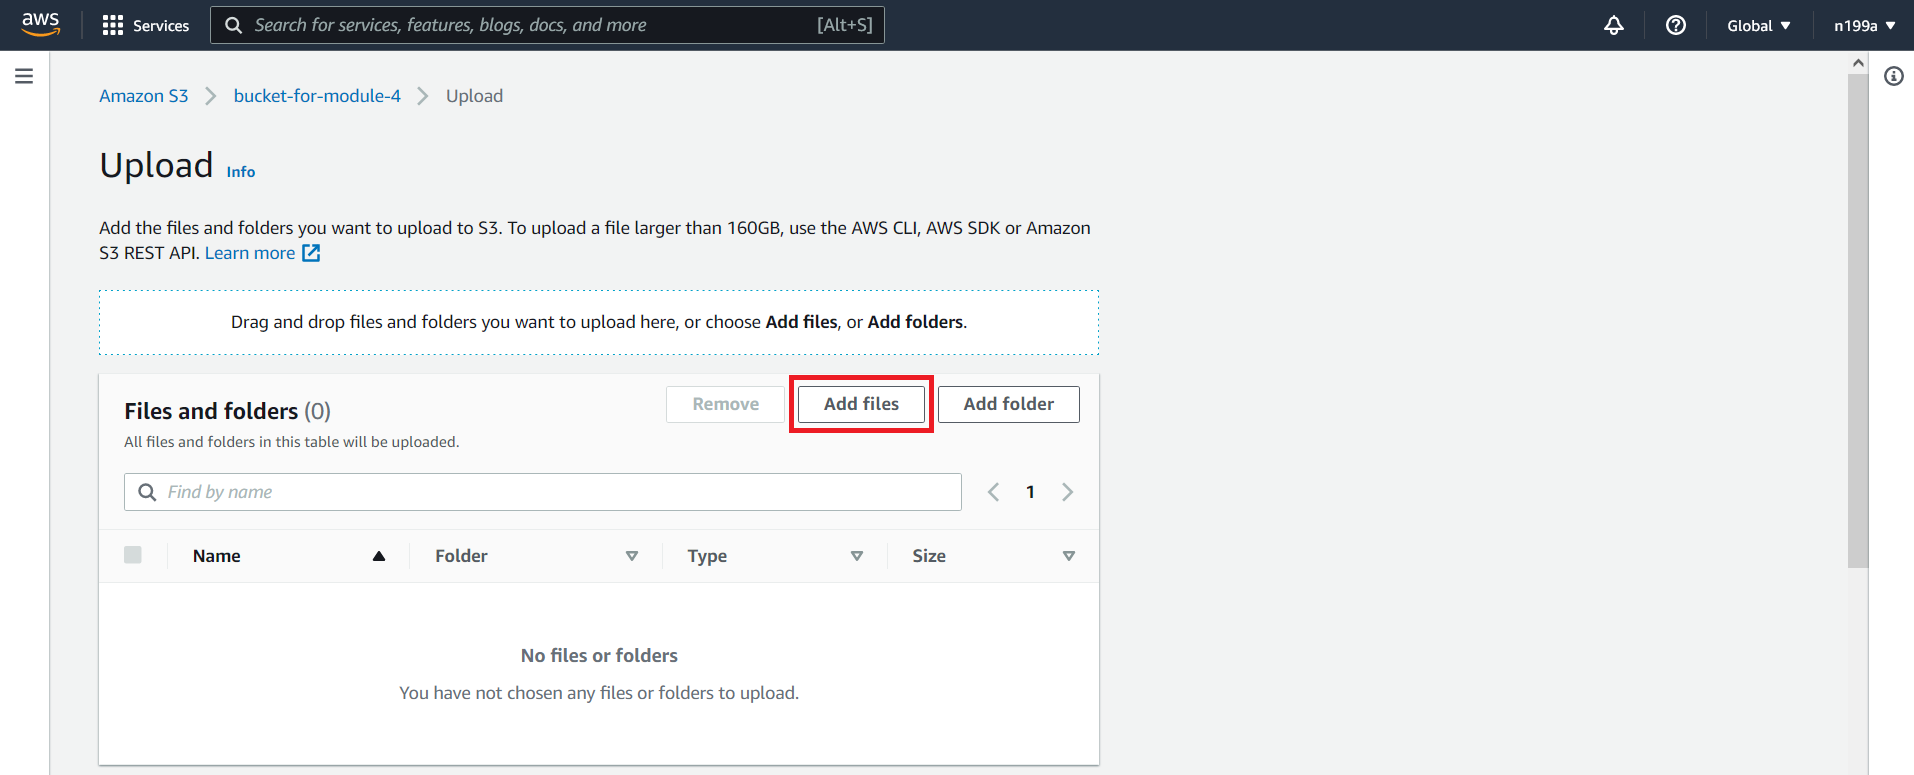 aws Services Search for services, features, blogs, docs, and more [Alt+S] Global n199a
Amazon S3 bucket-for-module-4 Upload
Upload Info
Add the files and folders you want to upload to S3. To upload a file larger than 160GB, use the AWS CLI, AWS SDK or Amazon
S3 REST API. Learn more
Drag and drop files and folders you want to upload here, or choose Add files, or Add folders.
Files and folders (0) Remove Add files Add folder
All files and folders in this table will be uploaded.
Find by name 1
Name Folder Type Size
No files or folders
You have not chosen any files or folders to upload.